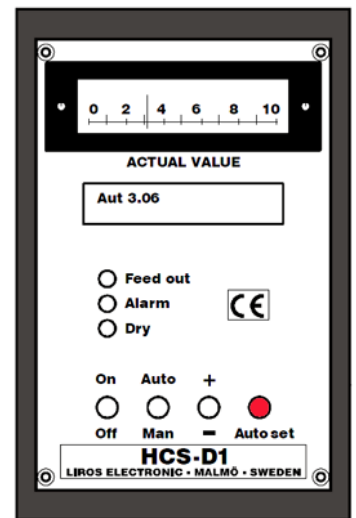 0 2 4 6 8 10
ACTUAL VALUE
Aut 3.06
Feed out
Alarm
CE
Dry
On Auto +
Off Man − Auto set
HCS-D1
LIROS ELECTRONIC • MALMÖ • SWEDEN